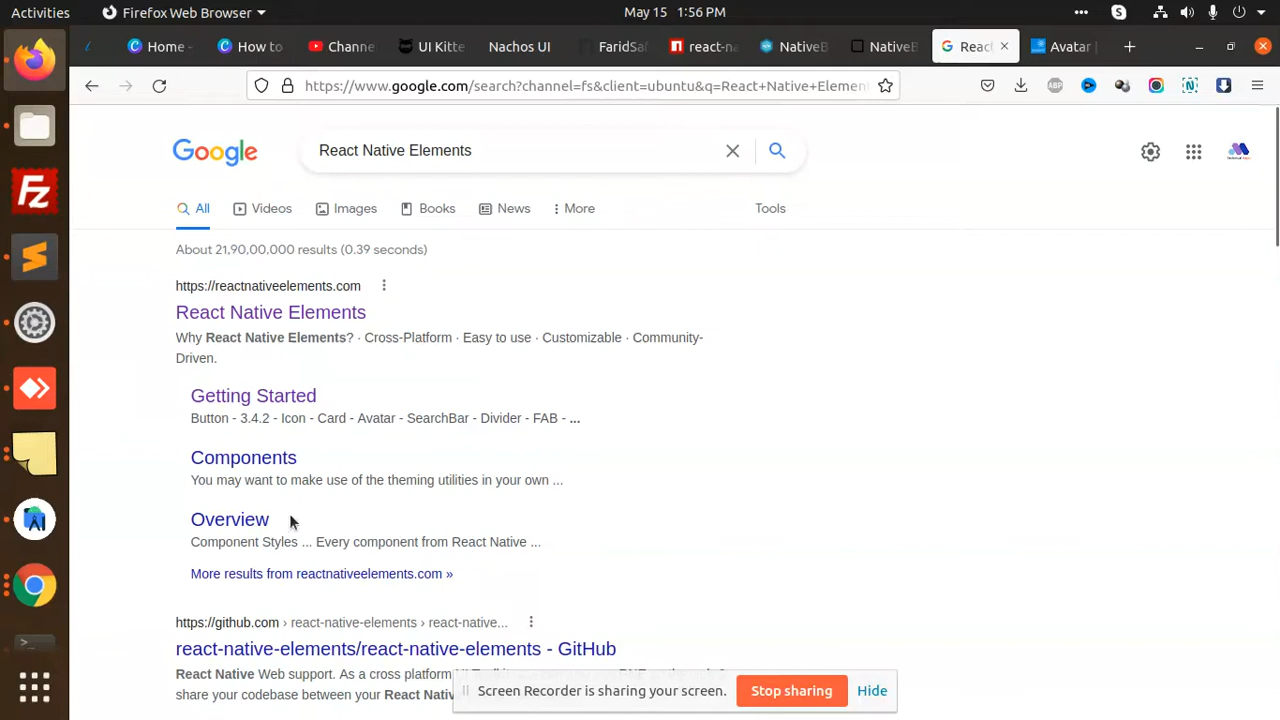 Activities
Firefox Web Browser
May 15 1:56 PM
Home -
How to
Channe
UI Kitte
Nachos UI
FaridSaf
react-na
NativeB
NativeB
React
Avatar |
https://www.google.com/search?channel=fs&client=ubuntu&q=React+Native+Element
ABP
Google
React Native Elements
All
Videos
Images
Books
News
More
Tools
About 21,90,00,000 results (0.39 seconds)
https://reactnativeelements.com
React Native Elements
Why React Native Elements? · Cross-Platform · Easy to use · Customizable · Community-
Driven.
Getting Started
Button - 3.4.2 - Icon - Card - Avatar - SearchBar - Divider - FAB - ...
Components
You may want to make use of the theming utilities in your own ...
Overview
Component Styles ... Every component from React Native ...
More results from reactnativeelements.com »
https://github.com › react-native-elements › react-native...
react-native-elements/react-native-elements - GitHub
React Native Web support. As a cross platform
share your codebase between your React Nativ
Screen Recorder is sharing your screen.
Stop sharing
Hide